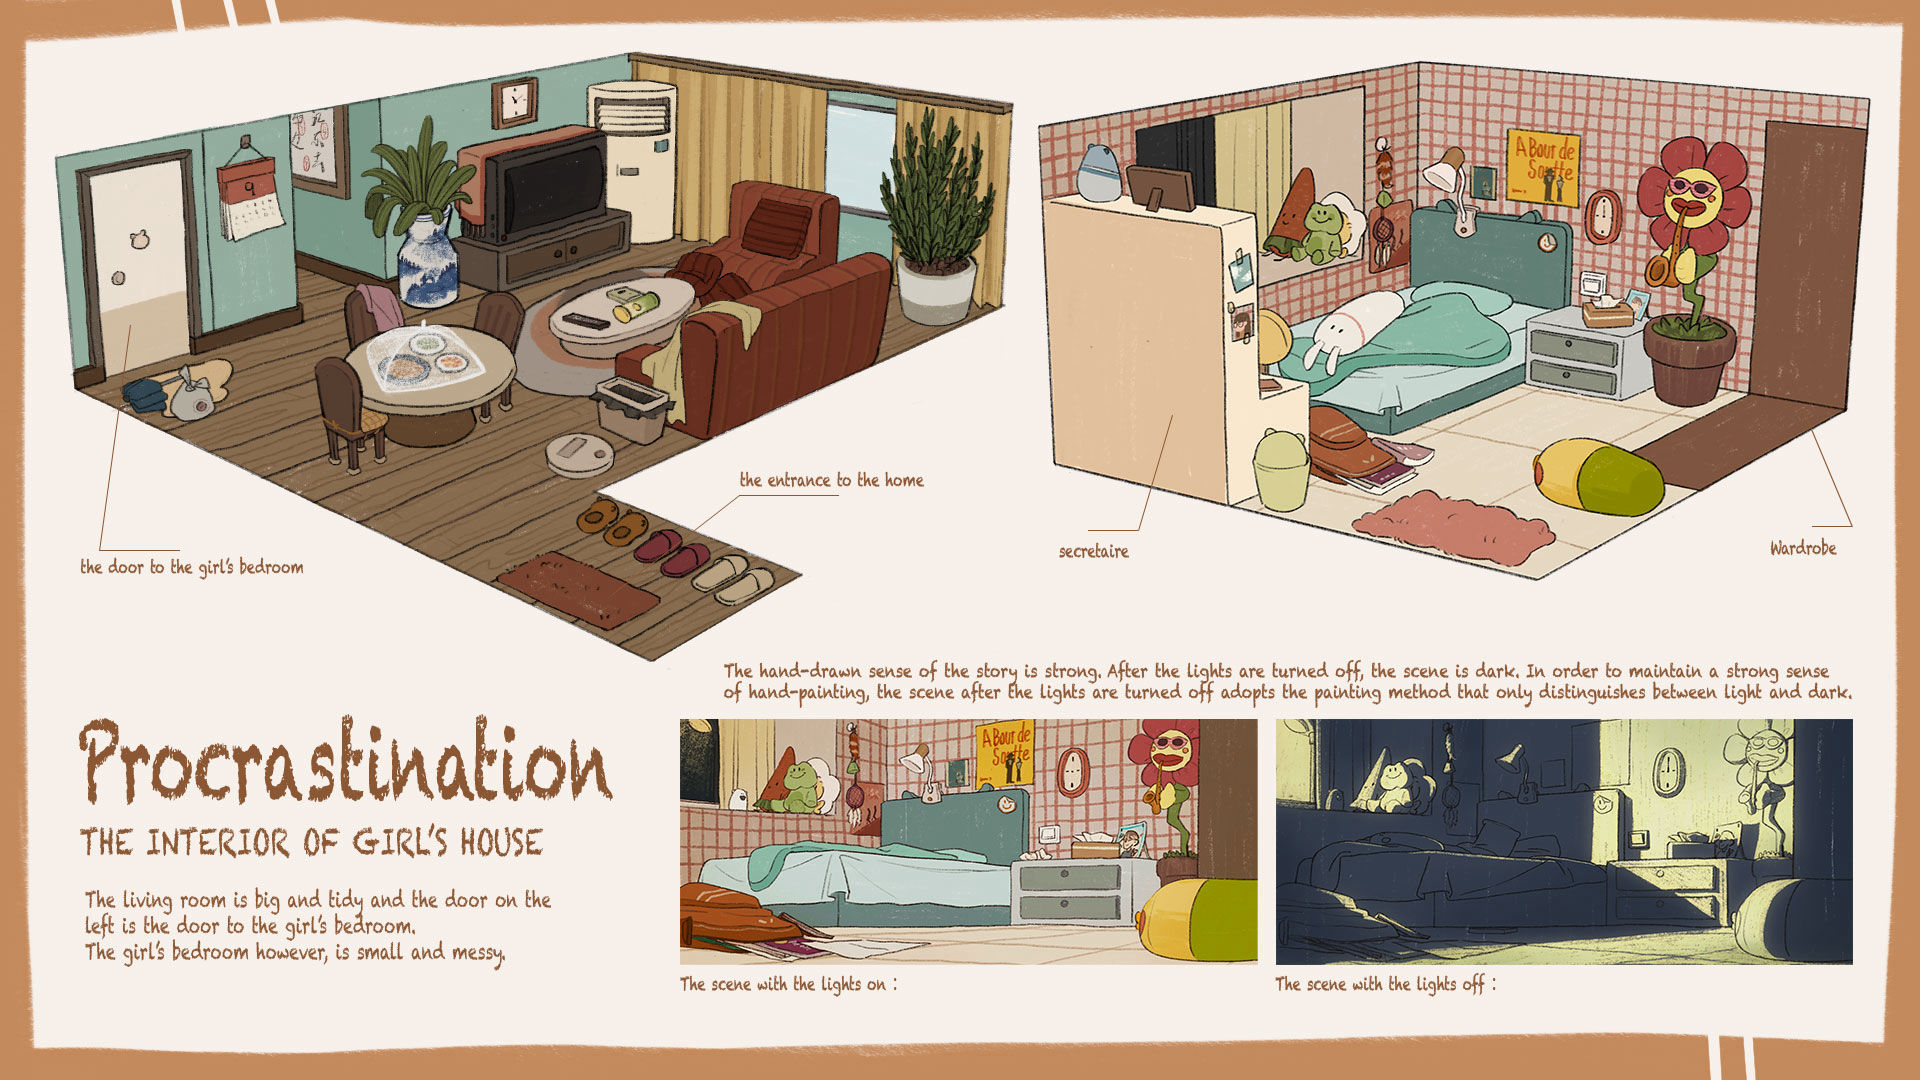 9
A Bout de
Souffle
the entrance to the home
the door to the girl's bedroom
secretaire
Wardrobe
The hand-drawn sense of the story is strong. After the lights are turned off, the scene is dark. In order to maintain a strong sense
of hand-painting, the scene after the lights are turned off adopts the painting method that only distinguishes between light and dark.
Procrastination
THE INTERIOR OF GIRL'S HOUSE
The living room is big and tidy and the door on the
left is the door to the girl's bedroom.
The girl's bedroom however, is small and messy.
A Bout de
Souffle
The scene with the lights on :
The scene with the lights off :